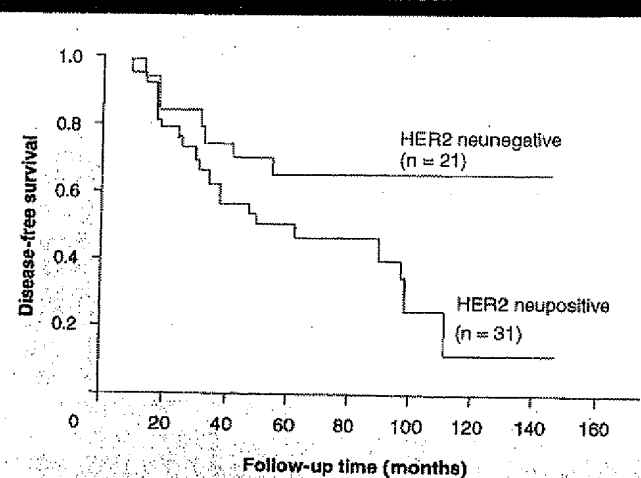 1.0
0.8
0.6
0.4
0.2
Disease-free survival
HER2 neunegative
(n = 21)
HER2 neupositive
(n = 31)
0 20 40 60 80 100 120 140 160
Follow-up time (months)